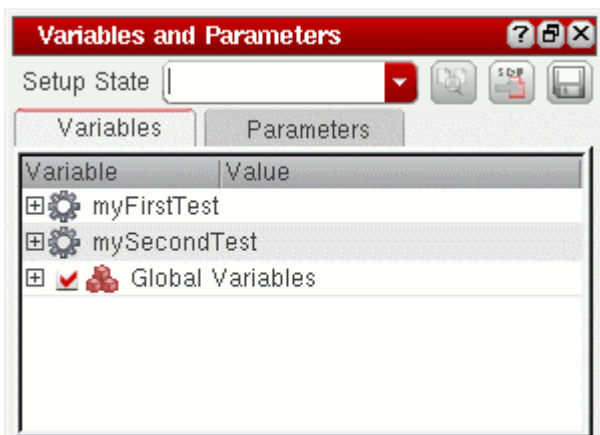 Variables and Parameters
Setup State
Variables Parameters
Variable Value
myFirstTest
mySecondTest
Global Variables